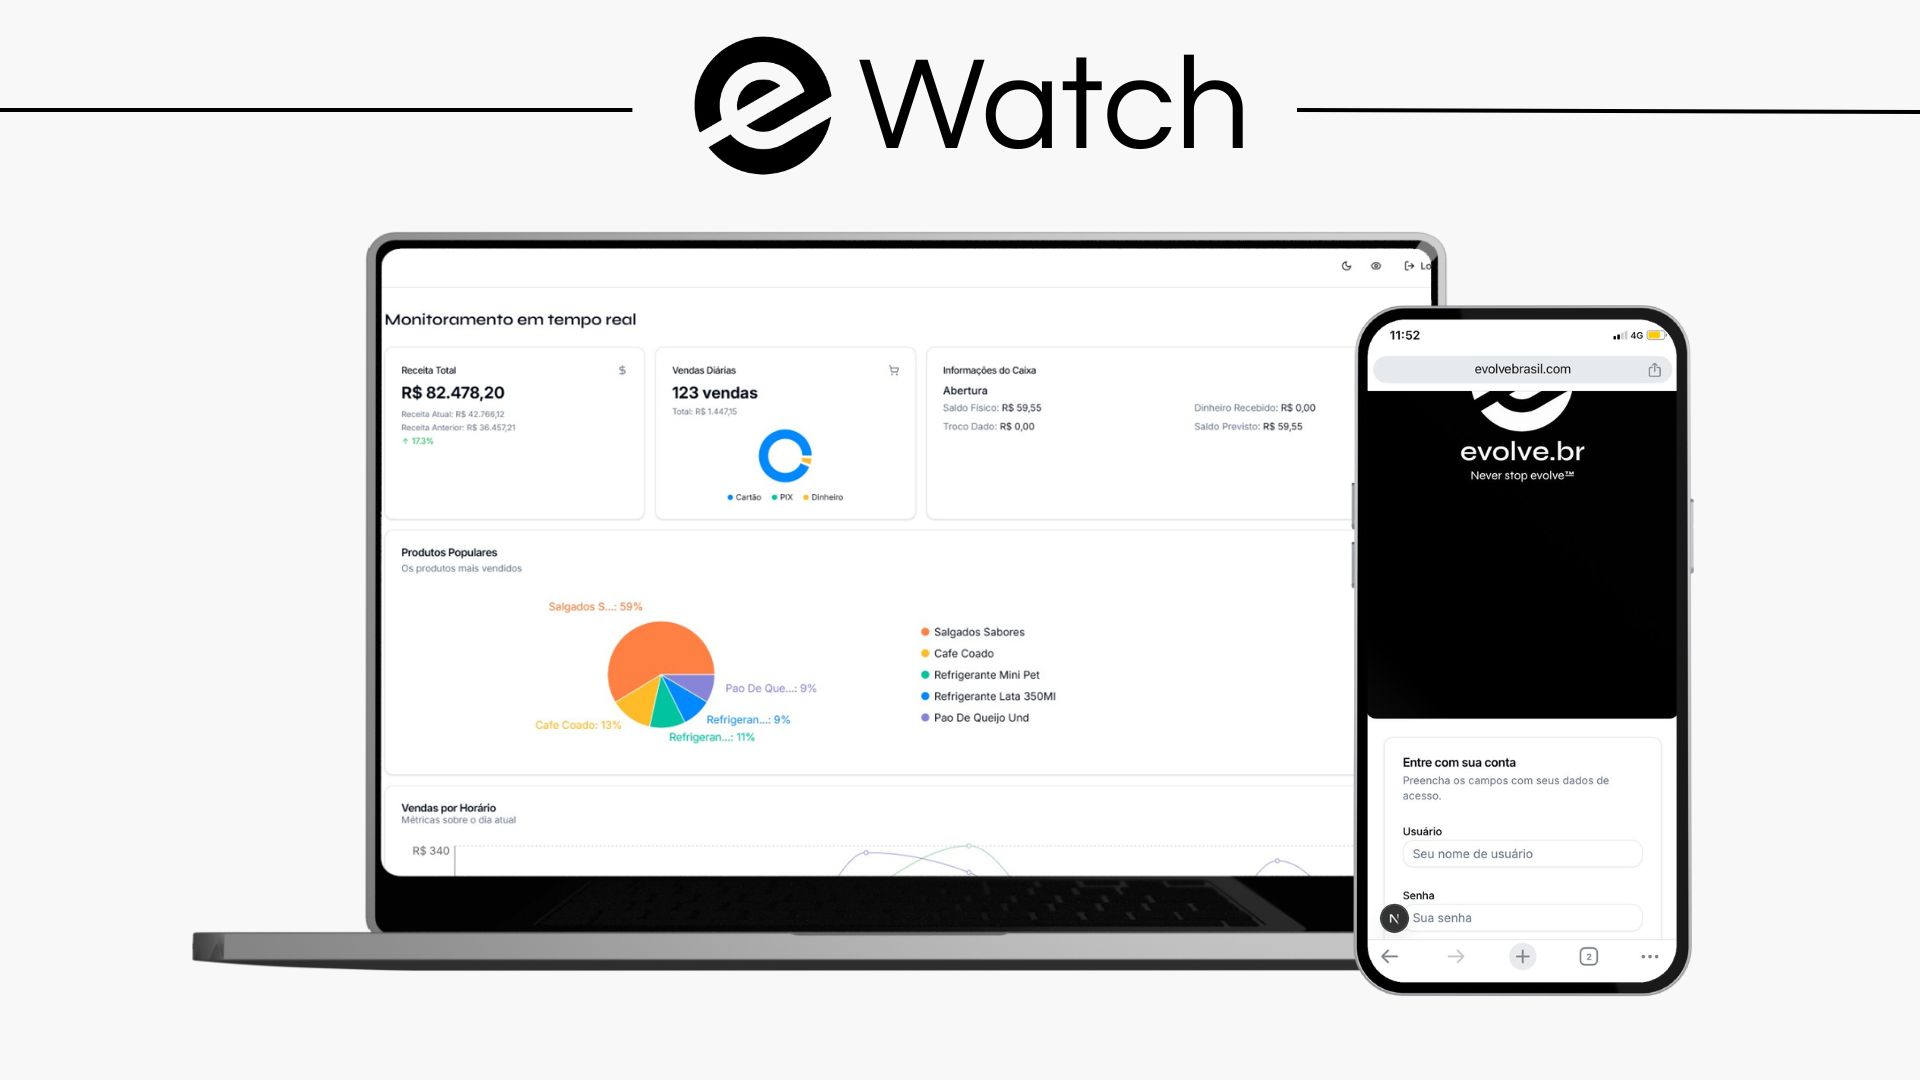 e Watch
Monitoramento em tempo real
Receita Total
$
R$ 82.478,20
Receita Atual: R$ 42.766,12
Receita Anterior: R$ 36.457,21
↑ 17.3%
Vendas Diárias
123 vendas
Total: R$ 1.447,15
Cartão PIX Dinheiro
Informações do Caixa
Abertura
Saldo Físico: R$ 59,55
Dinheiro Recebido: R$ 0,00
Troco Dado: R$ 0,00
Saldo Previsto: R$ 59,55
Lo
Produtos Populares
Os produtos mais vendidos
Salgados S...: 59%
Pao De Que...: 9%
Refrigeran...: 9%
Cafe Coado: 13%
Refrigeran...: 11%
Salgados Sabores
Cafe Coado
Refrigerante Mini Pet
Refrigerante Lata 350Ml
Pao De Queijo Und
Vendas por Horário
Métricas sobre o dia atual
R$ 340
11:52
4G
evolvebrasil.com
evolve.br
Never stop evolve™
Entre com sua conta
Preencha os campos com seus dados de
acesso.
Usuário
Seu nome de usuário
Senha
N
Sua senha
2